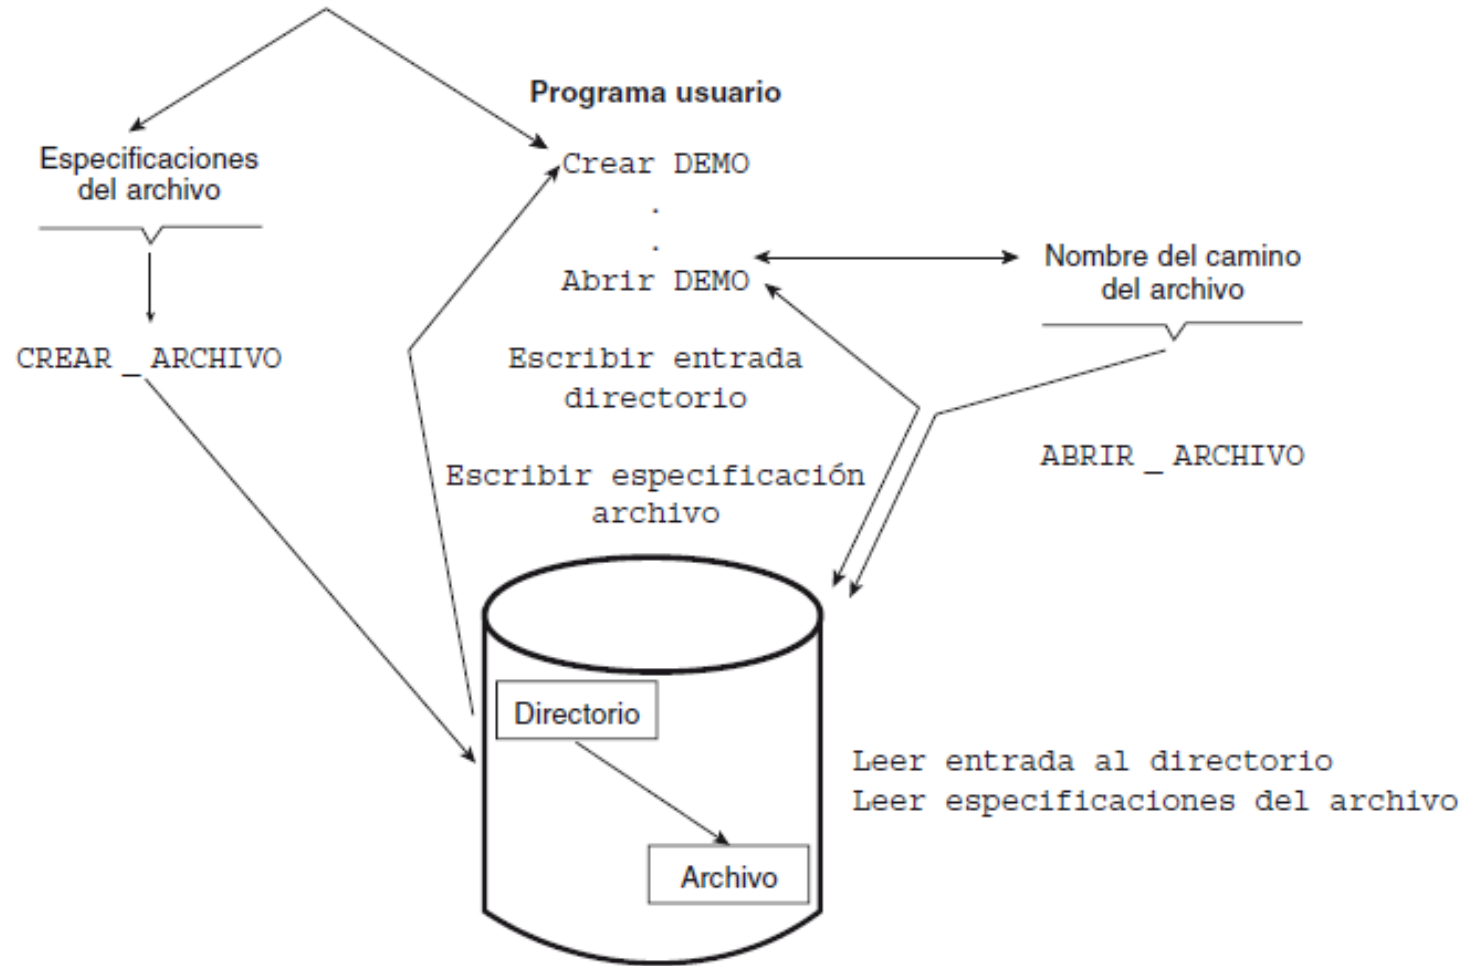 Programa usuario
Especificaciones
del archivo
Crear DEMO
.
.
Abrir DEMO
Nombre del camino
del archivo
CREAR _ ARCHIVO
Escribir entrada
directorio
ABRIR _ ARCHIVO
Escribir especificación
archivo
Directorio
Archivo
Leer entrada al directorio
Leer especificaciones del archivo